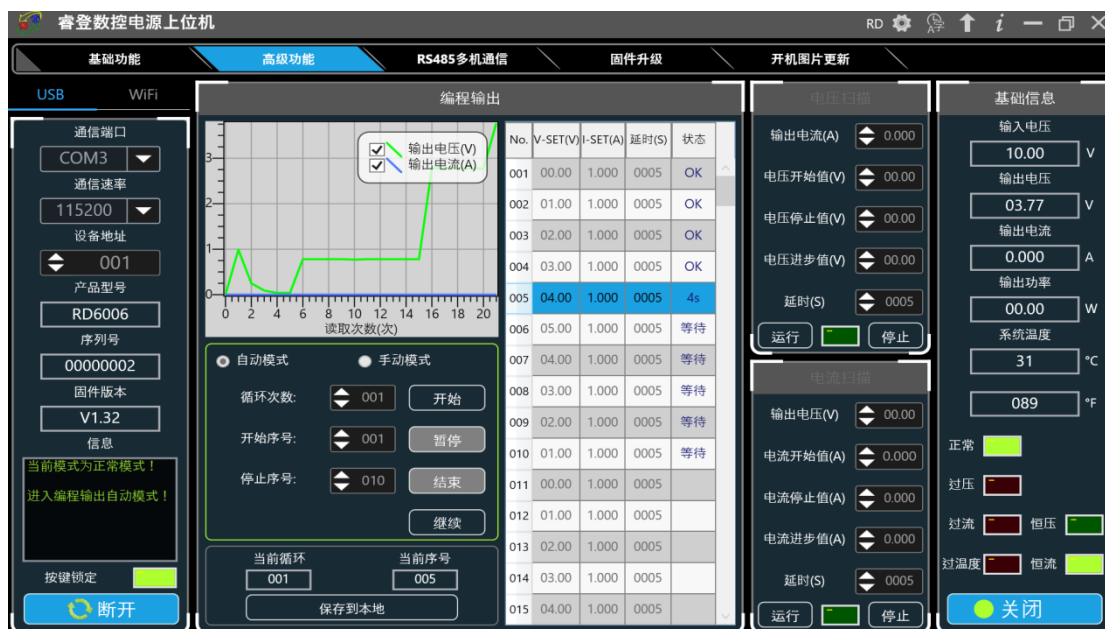 睿登数控电源上位机
RD
基础功能 高级功能 RS485多机通信 固件升级 开机图片更新
USB WiFi
通信端口
COM3
通信速率
115200
设备地址
001
产品型号
RD6006
序列号
00000002
固件版本
V1.32
信息
当前模式为正常模式！
进入编程输出自动模式！
按键锁定
断开
编程输出
输出电压(V)
输出电流(A)
3
2
1
0
0 2 4 6 8 10 12 14 16 18 20
读取次数(次)
自动模式 手动模式
循环次数: 001 开始
开始序号: 001 暂停
停止序号: 010 结束
继续
当前循环 当前序号
001 005
保存到本地
No. V-SET(V) I-SET(A) 延时(S) 状态
001 00.00 1.000 0005 OK
002 01.00 1.000 0005 OK
003 02.00 1.000 0005 OK
004 03.00 1.000 0005 OK
005 04.00 1.000 0005 4s
006 05.00 1.000 0005 等待
007 04.00 1.000 0005 等待
008 03.00 1.000 0005 等待
009 02.00 1.000 0005 等待
010 01.00 1.000 0005 等待
011 00.00 1.000 0005
012 01.00 1.000 0005
013 02.00 1.000 0005
014 03.00 1.000 0005
015 04.00 1.000 0005
电压扫描
输出电流(A) 0.000
电压开始值(V) 00.00
电压停止值(V) 00.00
电压进步值(V) 00.00
延时(S) 0005
运行 停止
电流扫描
输出电压(V) 00.00
电流开始值(A) 0.000
电流停止值(A) 0.000
电流进步值(A) 0.000
延时(S) 0005
运行 停止
基础信息
输入电压
10.00 V
输出电压
03.77 V
输出电流
0.000 A
输出功率
00.00 W
系统温度
31 °C
089 °F
正常
过压
过流 恒压
过温度 恒流
关闭